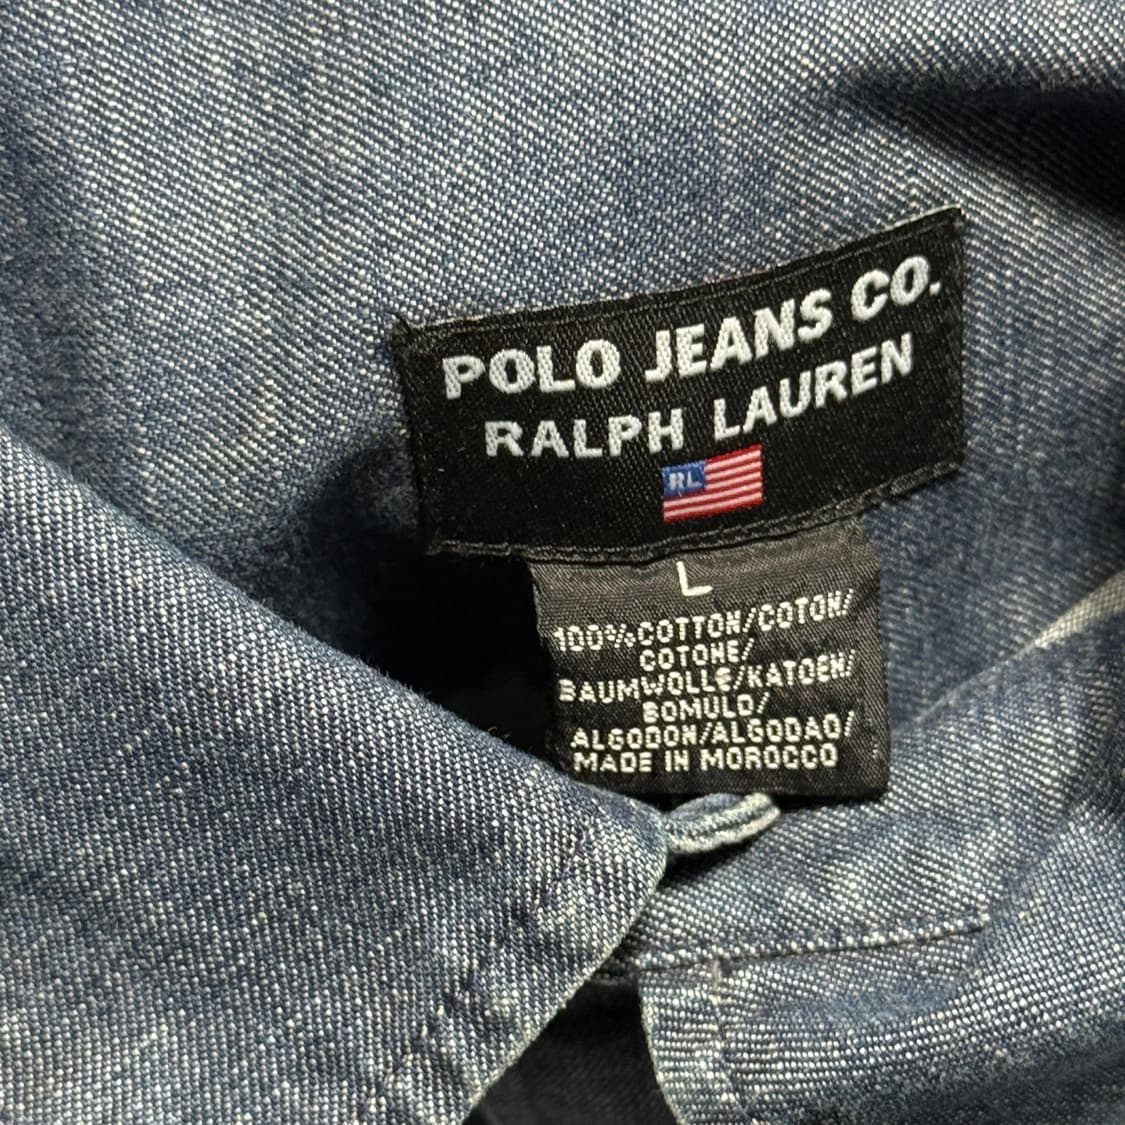 POLO JEANS CO.
RALPH LAUREN
RL
L
100%COTTON/COTON/
COTONE/
BAUMWOLLE/KATOEN/
BOMULD/
ALGODON/ALGODAO/
MADE IN MOROCCO